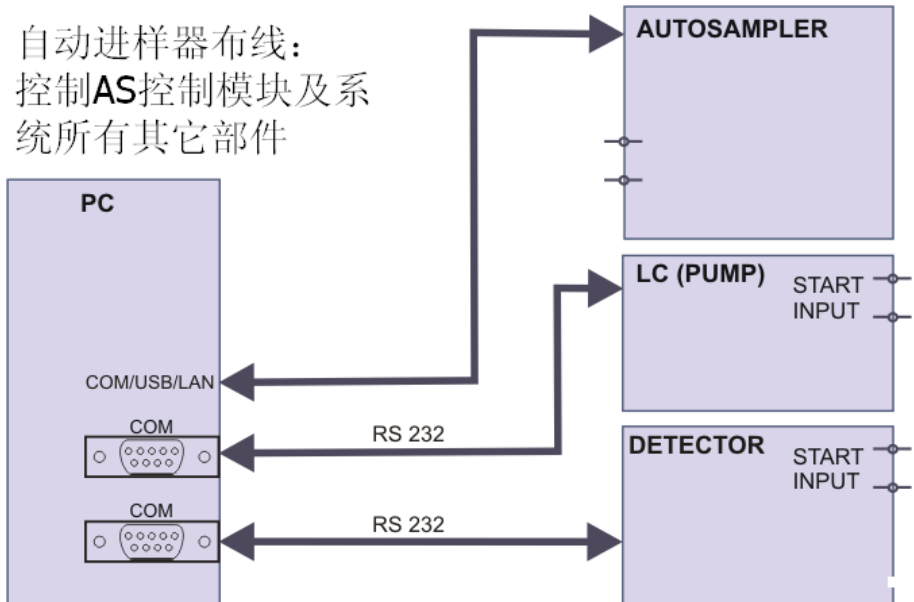 自动进样器布线：
控制AS控制模块及系
统所有其它部件
AUTOSAMPLER
PC
LC (PUMP)
START
INPUT
COM/USB/LAN
COM
RS 232
DETECTOR
START
INPUT
COM
RS 232